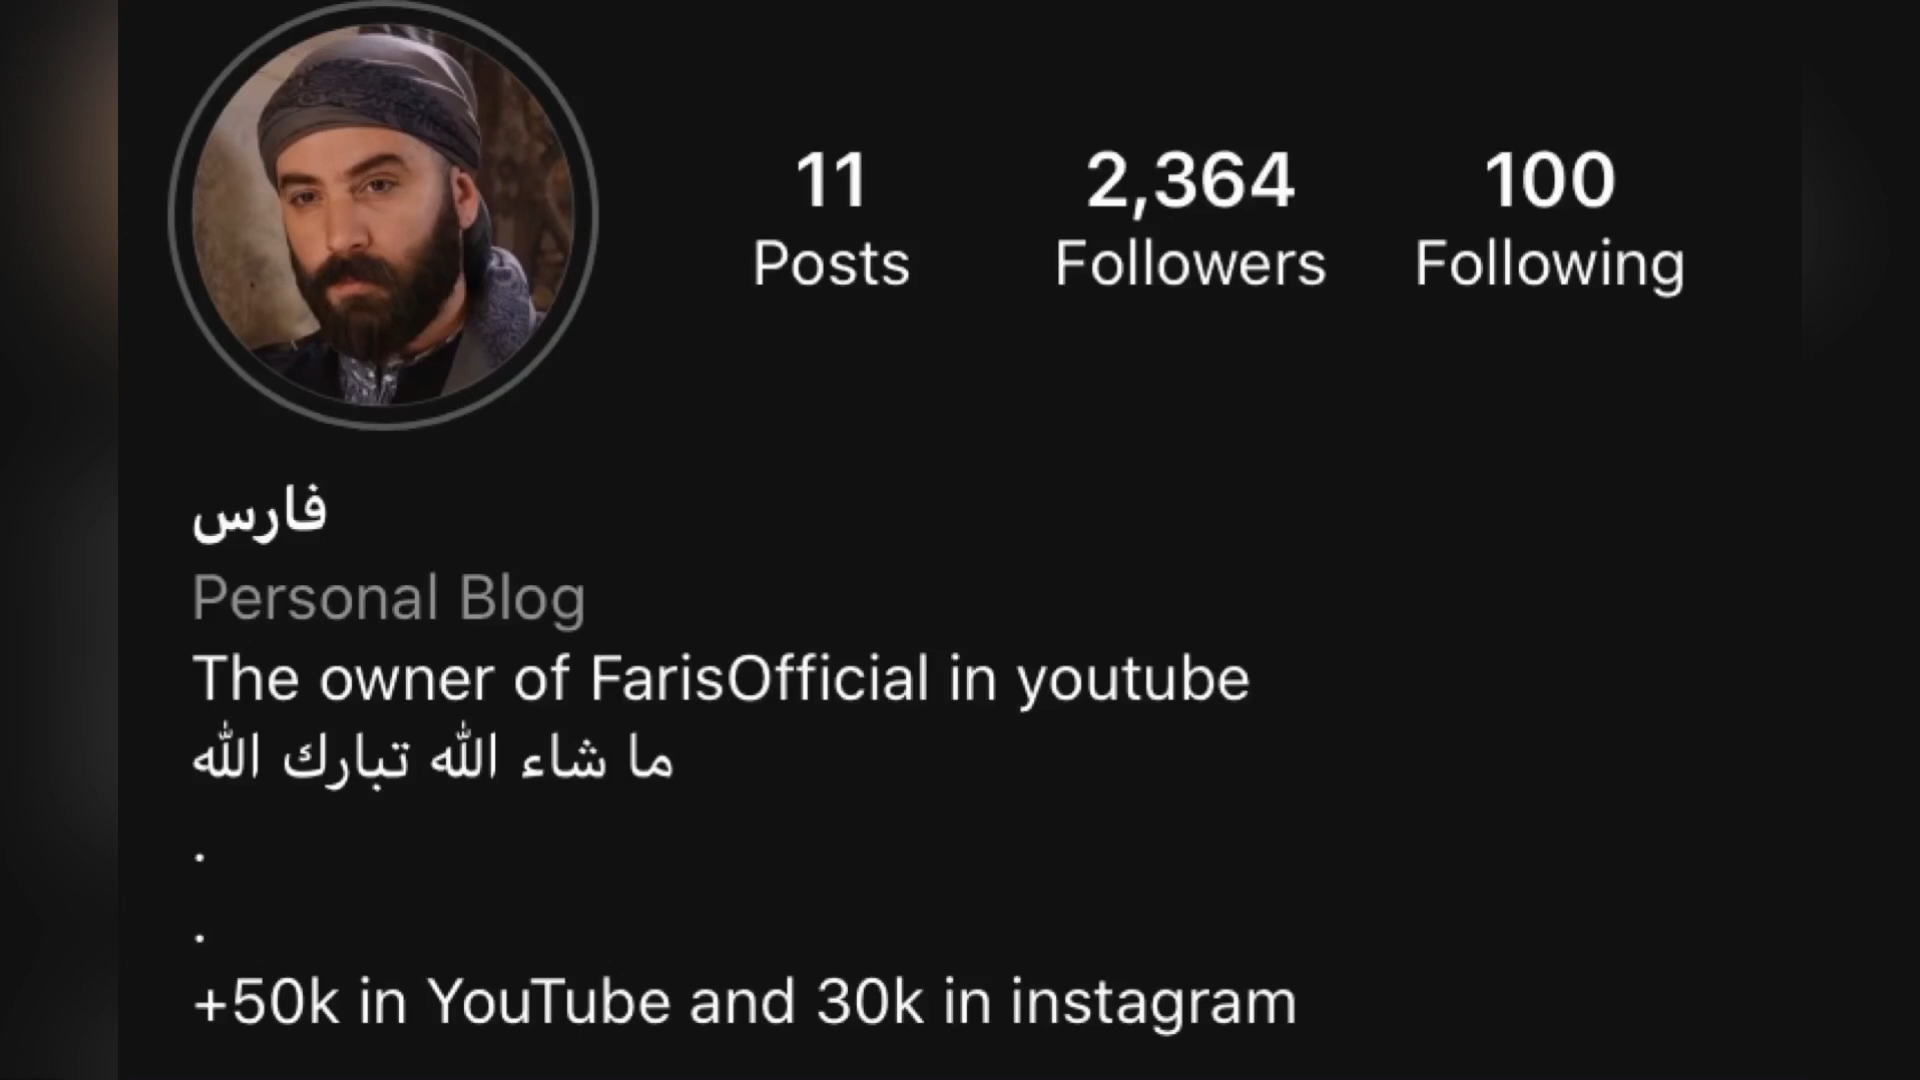 11 2,364 100
Posts Followers Following
فارس
Personal Blog
The owner of FarisOfficial in youtube
ما شاء الله تبارك الله
.
.
+50k in YouTube and 30k in instagram